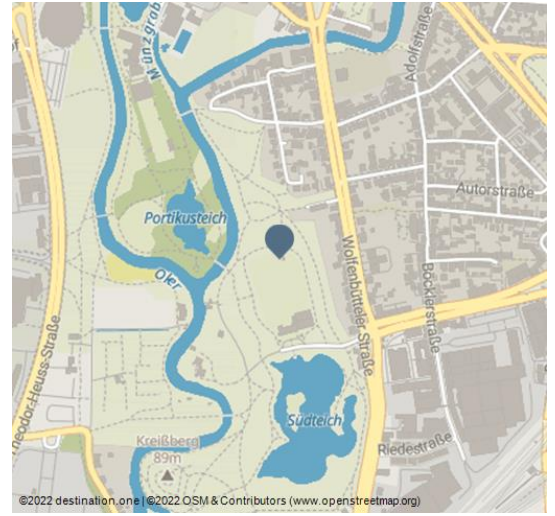 Münzgrab
Adolfstraße
Portikusteich
Autorstraße
Oker
Wolfenbütteler-Straße
Böcklerstraße
heodor-Heuss-Straße
Südteich
Kreißberg
89m
Riedestraße
©2022 destination.one | ©2022 OSM & Contributors (www.openstreetmap.org)